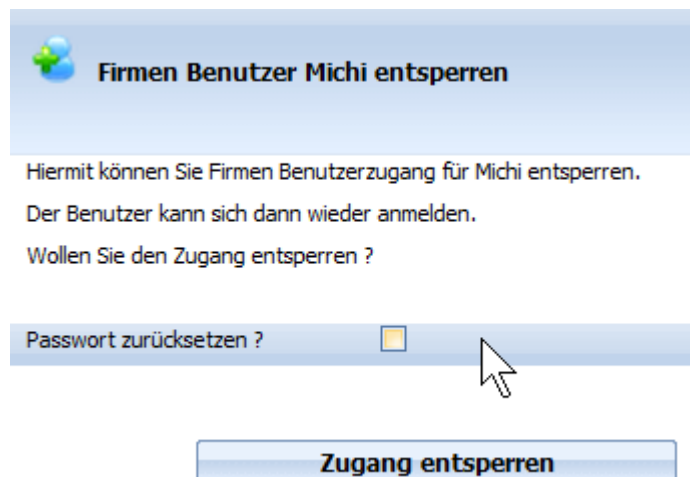 Firmen Benutzer Michi entsperren
Hiermit können Sie Firmen Benutzerzugang für Michi entsperren.
Der Benutzer kann sich dann wieder anmelden.
Wollen Sie den Zugang entsperren ?
Passwort zurücksetzen ?
Zugang entsperren